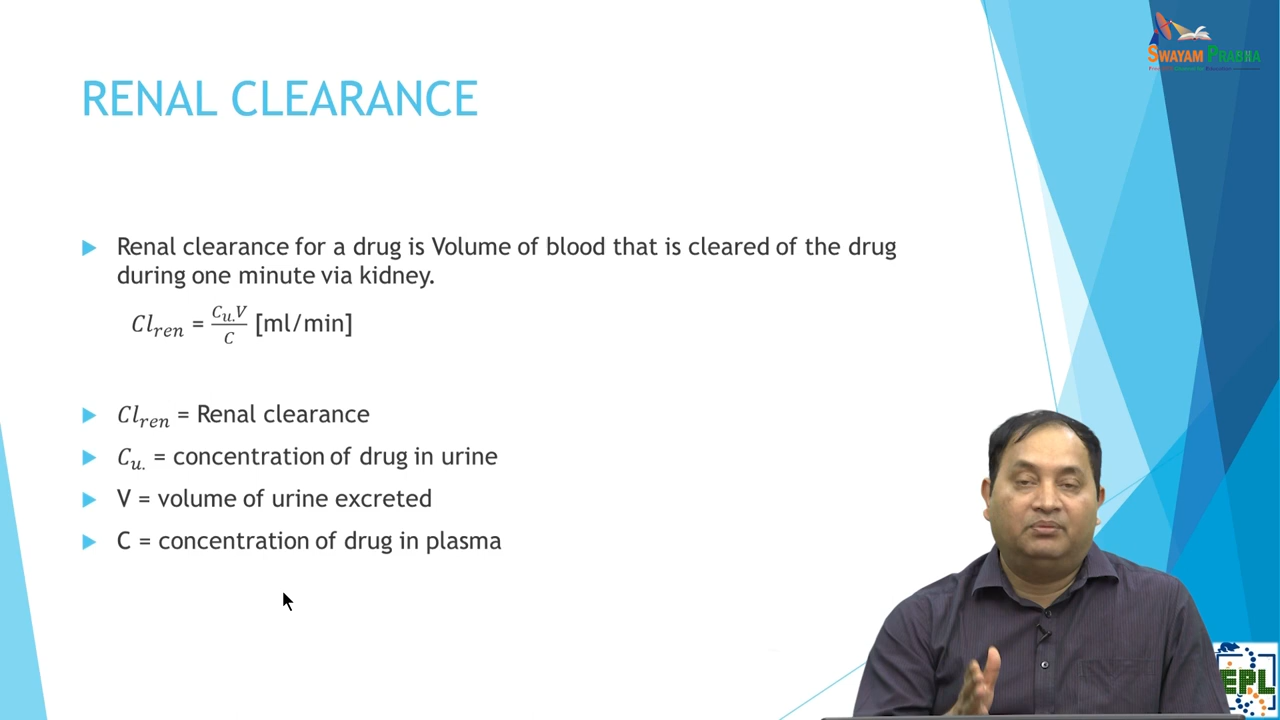 SWAYAM PRABHA
RENAL CLEARANCE
Renal clearance for a drug is Volume of blood that is cleared of the drug
during one minute via kidney.
Cl_ren = C_u.V / C [ml/min]
Cl_ren = Renal clearance
C_u. = concentration of drug in urine
V = volume of urine excreted
C = concentration of drug in plasma
EPL